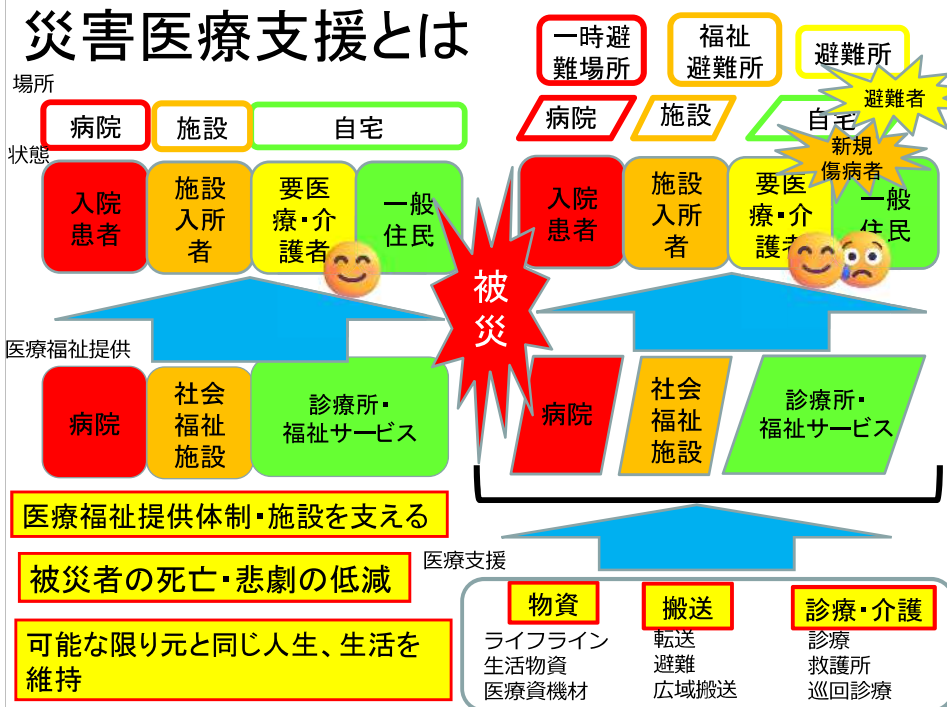 災害医療支援とは
場所
病院
施設
自宅
状態
入院
患者
施設
入所
者
要医
療・介
護者
一般
住民
医療福祉提供
病院
社会
福祉
施設
診療所・
福祉サービス
医療福祉提供体制・施設を支える
被災者の死亡・悲劇の低減
可能な限り元と同じ人生、生活を
維持
被
災
一時避
難場所
福祉
避難所
避難所
避難者
病院
施設
自宅
新規
傷病者
入院
患者
施設
入所
者
要医
療・介
護者
一般
住民
病院
社会
福祉
施設
診療所・
福祉サービス
医療支援
物資
ライフライン
生活物資
医療資機材
搬送
転送
避難
広域搬送
診療・介護
診療
救護所
巡回診療